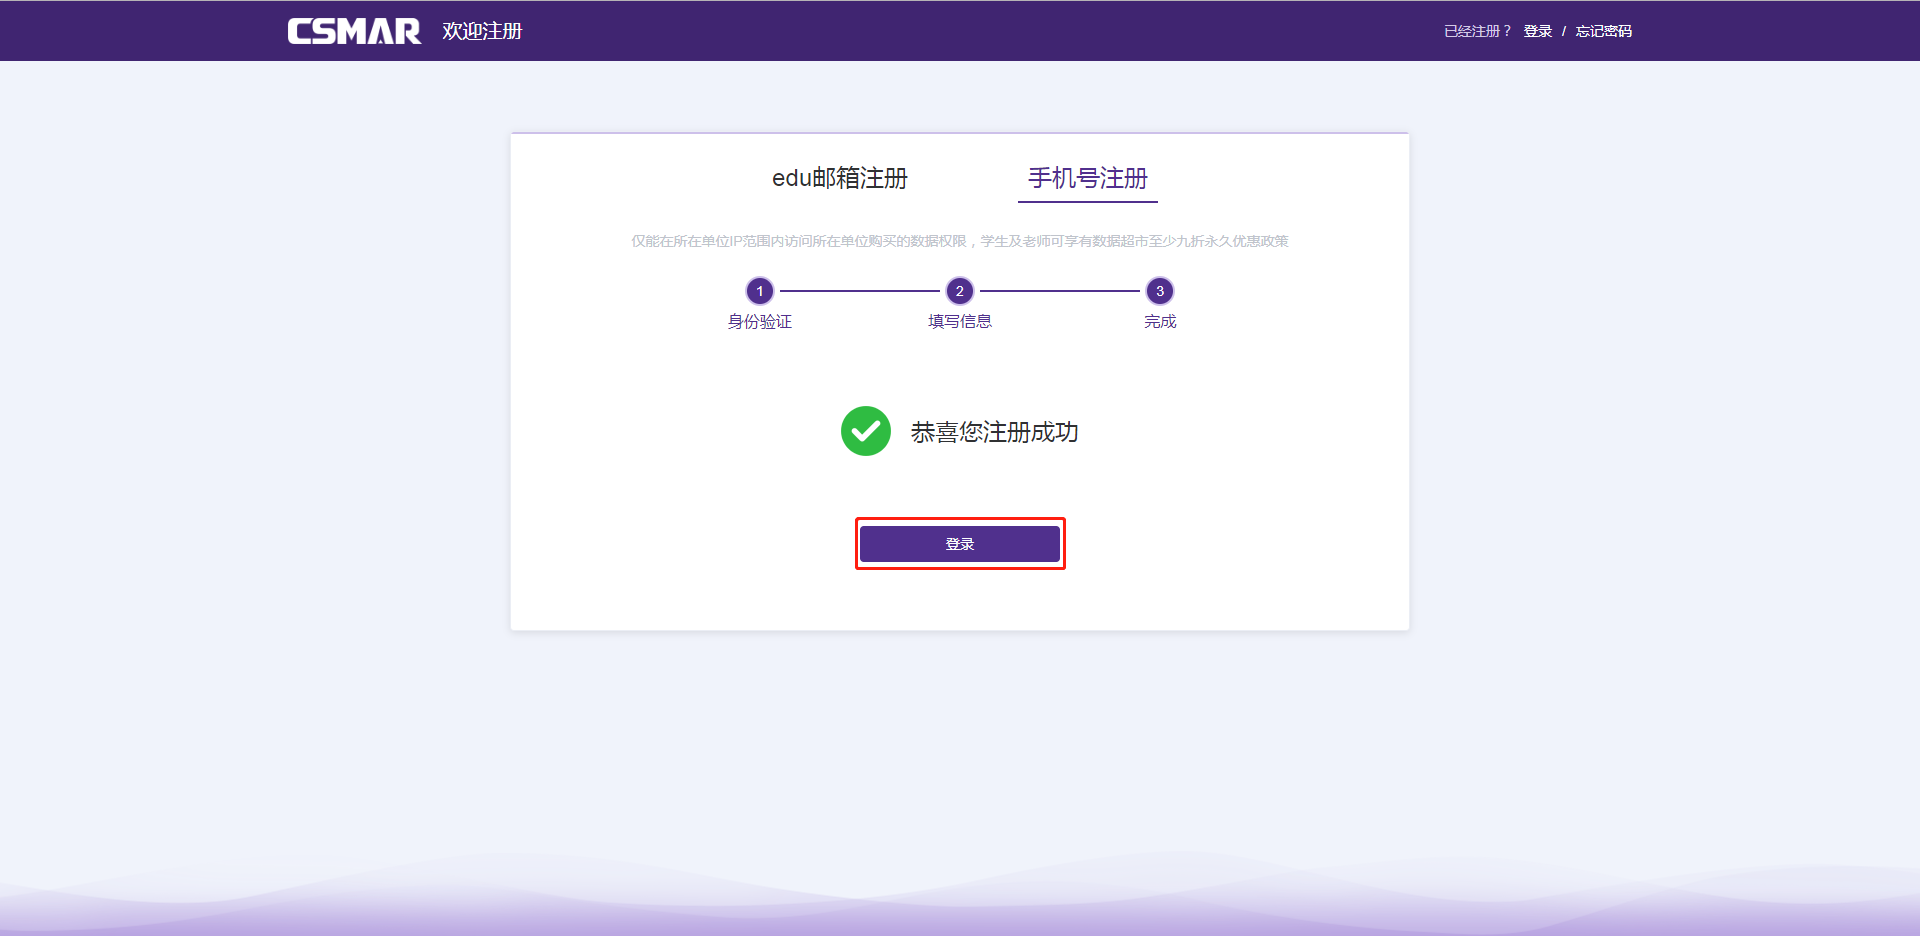 CSMAR 欢迎注册
已经注册？ 登录 / 忘记密码
edu邮箱注册 手机号注册
仅能在所在单位IP范围内访问所在单位购买的数据权限，学生及老师可享有数据超市至少九折永久优惠政策
1 2 3
身份验证 填写信息 完成
恭喜您注册成功
登录